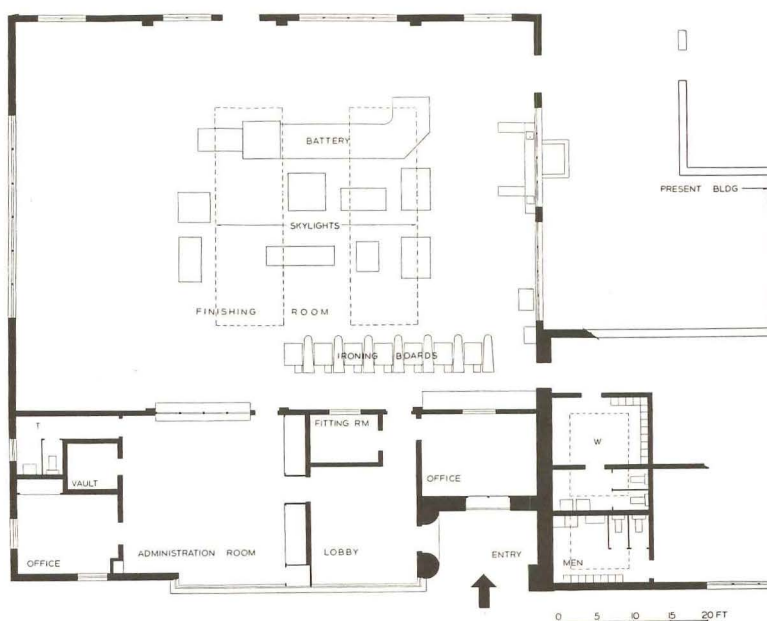 BATTERY
PRESENT BLDG
SKYLIGHTS
FINISHING ROOM
IRONING BOARDS
T
FITTING RM
W
VAULT
OFFICE
OFFICE
ADMINISTRATION ROOM
LOBBY
ENTRY
MEN
0 5 10 15 20 FT